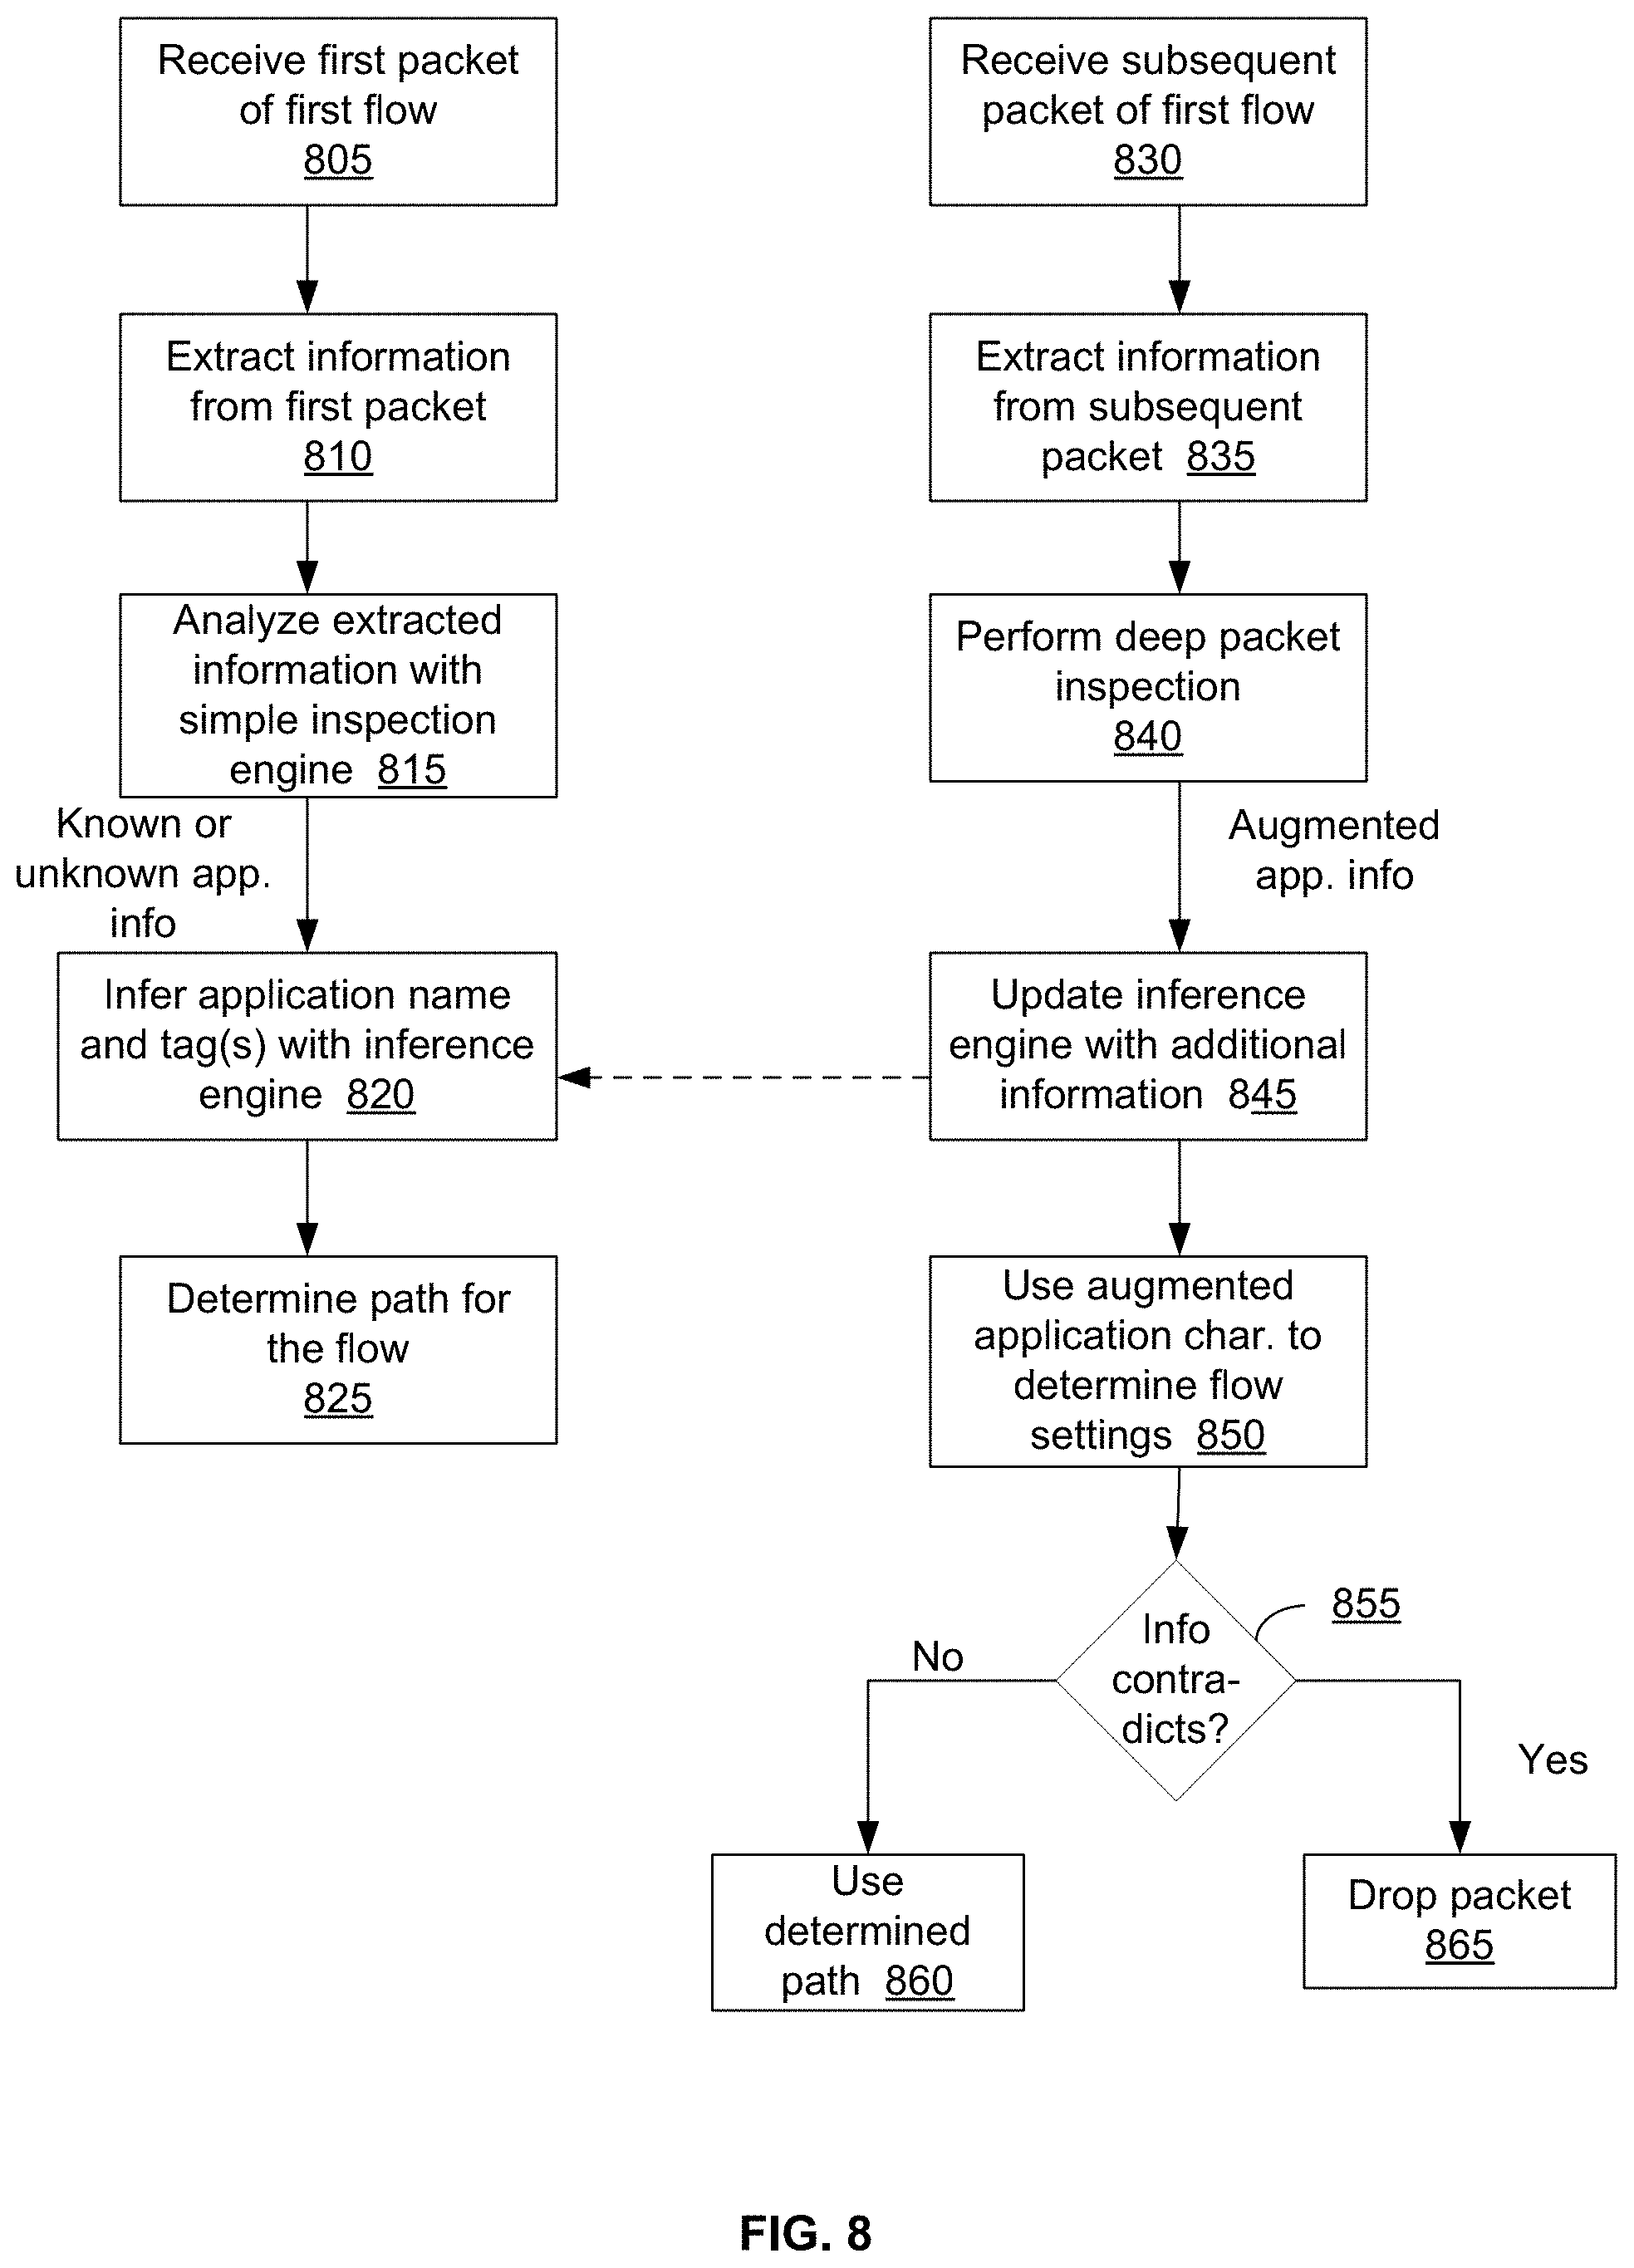 Receive first packet
of first flow
805
Extract information
from first packet
810
Analyze extracted
information with
simple inspection
engine 815
Known or
unknown app.
info
Infer application name
and tag(s) with inference
engine 820
Determine path for
the flow
825
Receive subsequent
packet of first flow
830
Extract information
from subsequent
packet 835
Perform deep packet
inspection
840
Augmented
app. info
Update inference
engine with additional
information 845
Use augmented
application char. to
determine flow
settings 850
855
Info
contra-
dicts?
No
Yes
Use
determined
path 860
Drop packet
865
FIG. 8